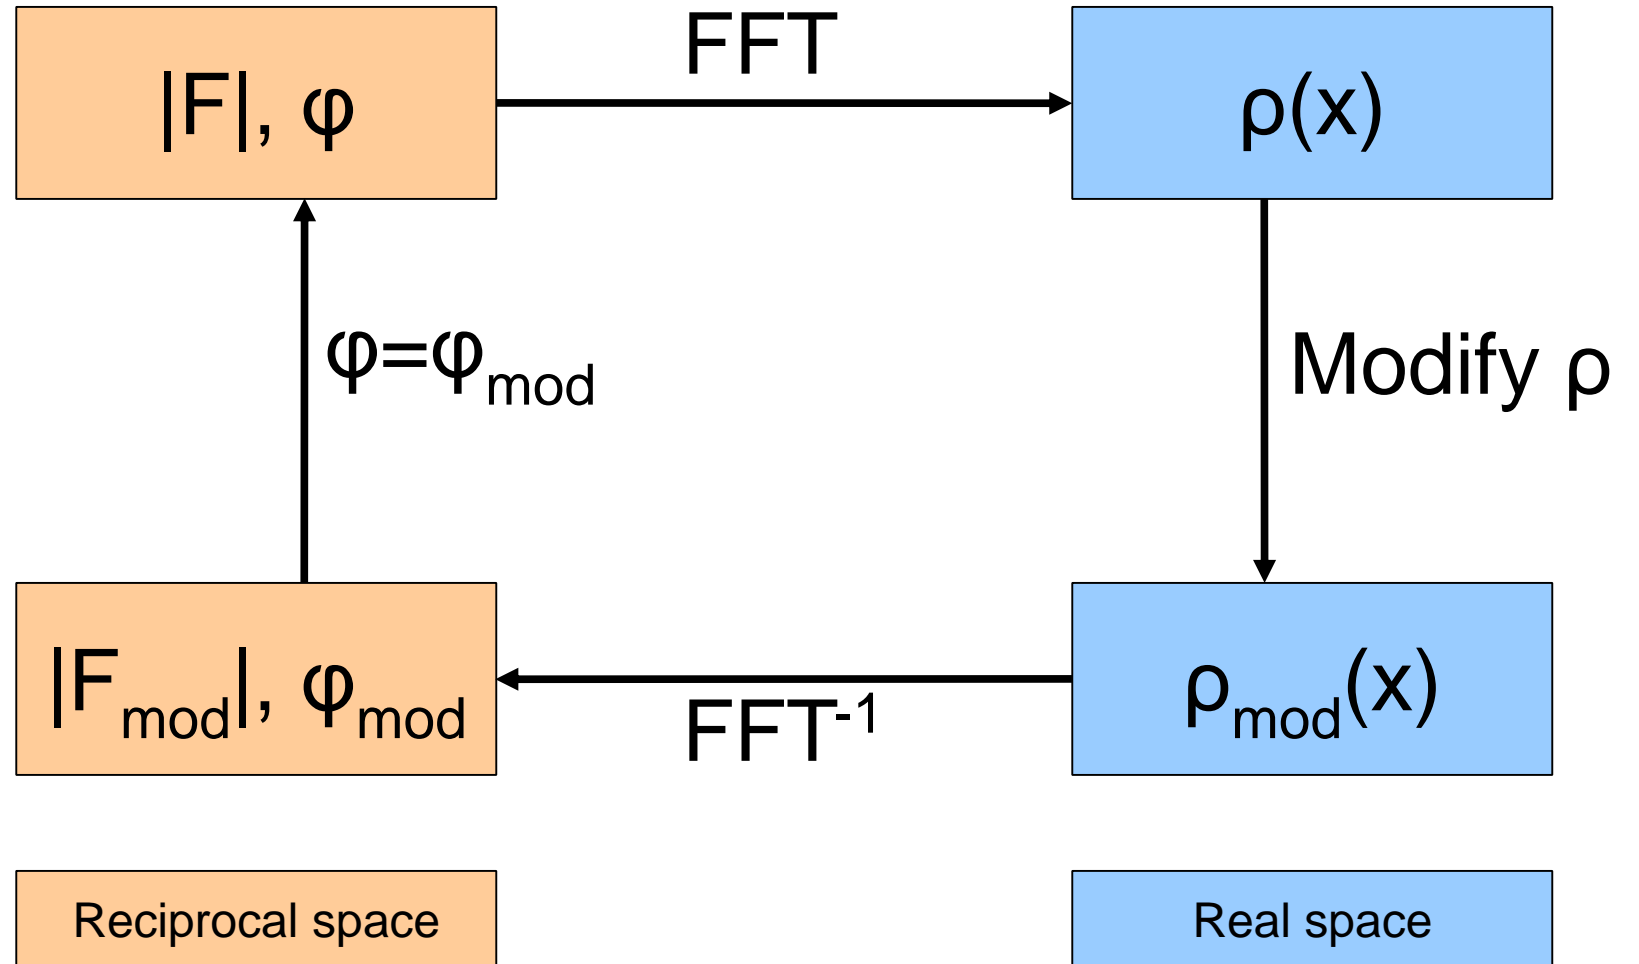 |F|, φ
FFT
ρ(x)
φ=φmod
Modify ρ
|Fmod|, φmod
FFT-1
ρmod(x)
Reciprocal space
Real space